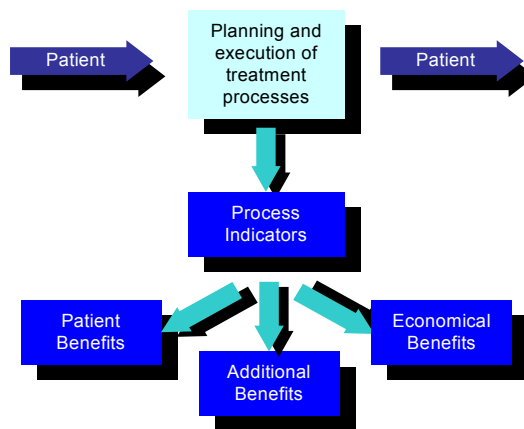 Patient
Planning and
execution of
treatment
processes
Patient
Process
Indicators
Patient
Benefits
Additional
Benefits
Economical
Benefits